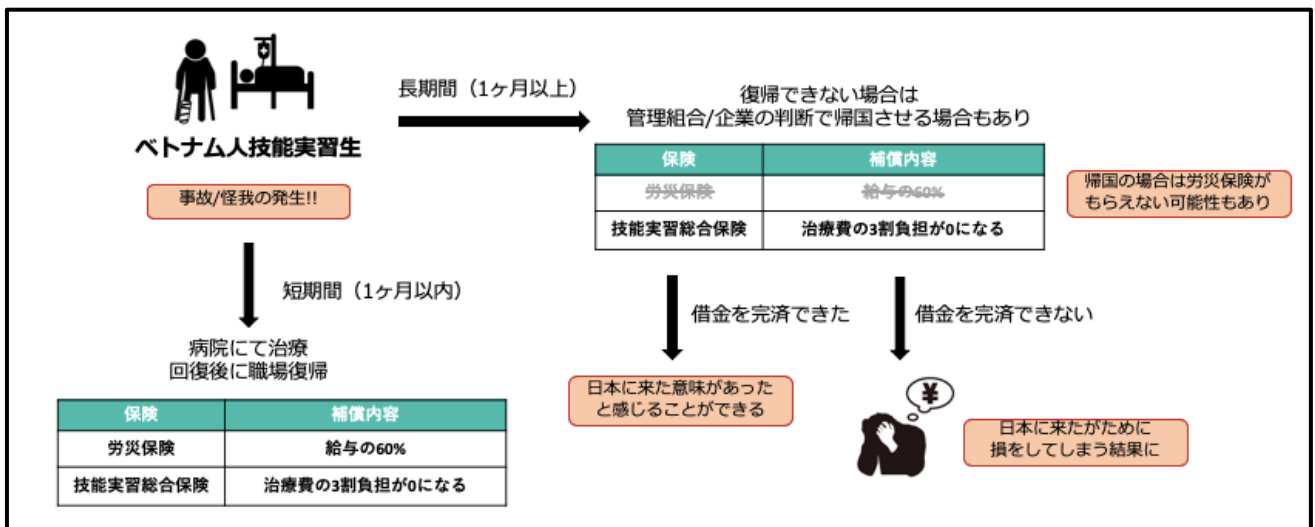 ベトナム人技能実習生
事故/怪我の発生!!
長期間（1ヶ月以上）
復帰できない場合は
管理組合/企業の判断で帰国させる場合もあり
保険 補償内容
労災保険 給与の60%
技能実習総合保険 治療費の3割負担が0になる
帰国の場合は労災保険が
もらえない可能性もあり
短期間（1ヶ月以内）
病院にて治療
回復後に職場復帰
保険 補償内容
労災保険 給与の60%
技能実習総合保険 治療費の3割負担が0になる
借金を完済できた
借金を完済できない
日本に来た意味があった
と感じることができる
¥
日本に来たがために
損をしてしまう結果に